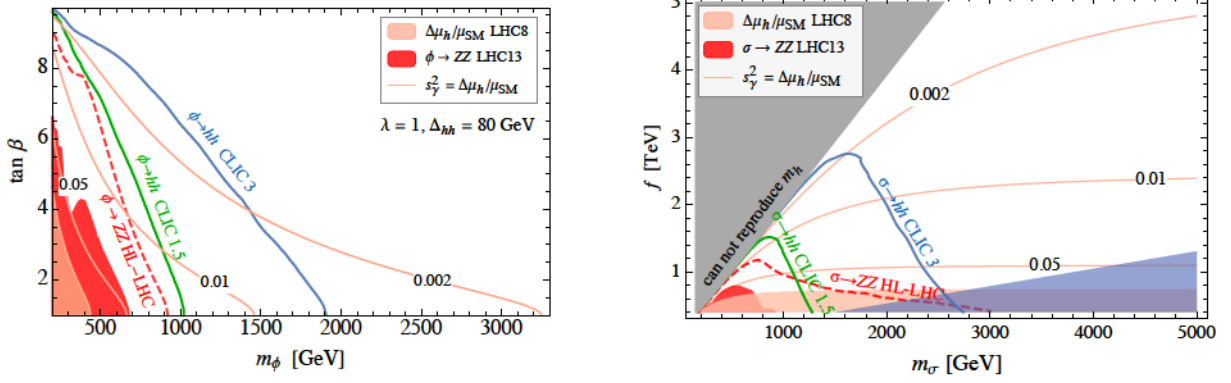 Δμh/μSM LHC8
ϕ → ZZ LHC13
s²γ = Δμh/μSM
λ = 1, Δhh = 80 GeV
ϕ→hh CLIC 3
ϕ→hh CLIC 1.5
ϕ→ZZ HL-LHC
0.05
0.01
0.002
8
6
4
2
tan β
500
1000
1500
2000
2500
3000
mϕ [GeV]
Δμh/μSM LHC8
σ → ZZ LHC13
s²γ = Δμh/μSM
can not reproduce mh
0.002
0.01
0.05
σ→hh CLIC 3
σ→hh CLIC 1.5
σ→ZZ HL-LHC
5
4
3
2
1
f [TeV]
1000
2000
3000
4000
5000
mσ [GeV]